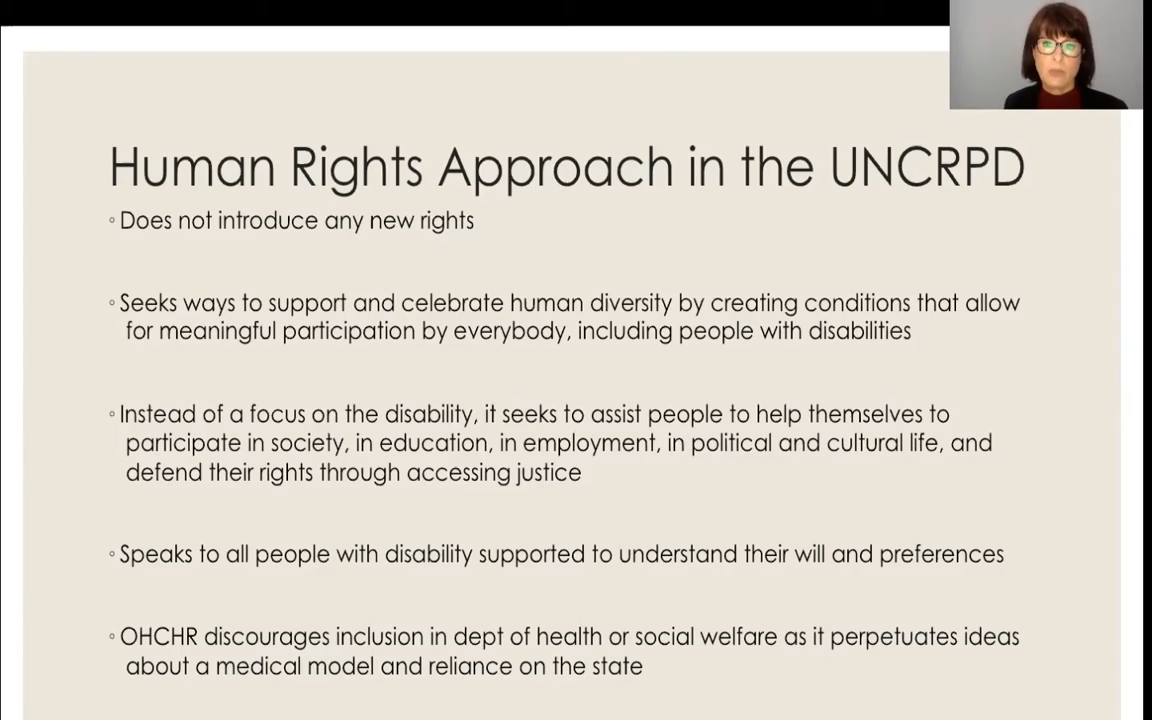 Human Rights Approach in the UNCRPD
◦ Does not introduce any new rights
◦ Seeks ways to support and celebrate human diversity by creating conditions that allow
for meaningful participation by everybody, including people with disabilities
◦ Instead of a focus on the disability, it seeks to assist people to help themselves to
participate in society, in education, in employment, in political and cultural life, and
defend their rights through accessing justice
◦ Speaks to all people with disability supported to understand their will and preferences
◦ OHCHR discourages inclusion in dept of health or social welfare as it perpetuates ideas
about a medical model and reliance on the state